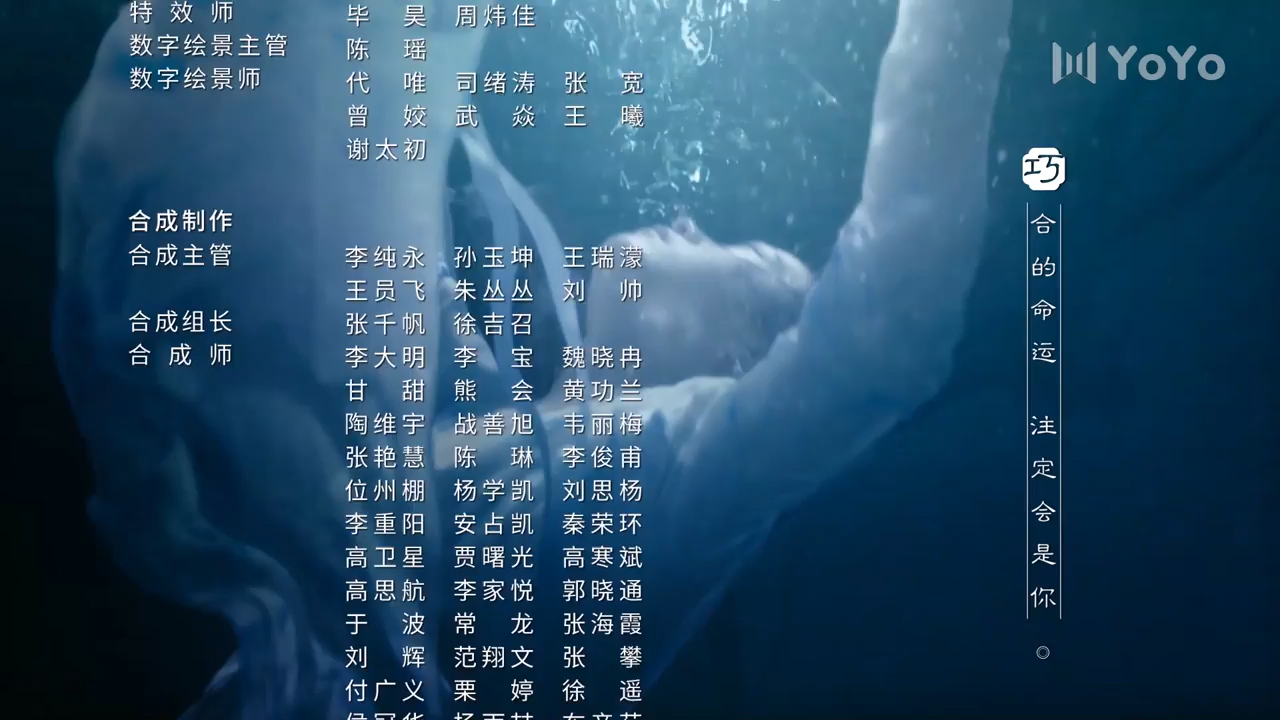 特效师 毕昊 周炜佳
数字绘景主管 陈瑶
数字绘景师 代唯 司绪涛 张宽
曾姣 武焱 王曦
谢太初
合成制作
合成主管 李纯永 孙玉坤 王瑞濛
王员飞 朱丛丛 刘帅
合成组长 张千帆 徐吉召
合成师 李大明 李宝 魏晓冉
甘甜 熊会 黄功兰
陶维宇 战善旭 韦丽梅
张艳慧 陈琳 李俊甫
位州棚 杨学凯 刘思杨
李重阳 安占凯 秦荣环
高卫星 贾曙光 高寒斌
高思航 李家悦 郭晓通
于波 常龙 张海霞
刘辉 范翔文 张攀
付广义 栗婷 徐遥
YoYo
巧合的命运 注定会是你